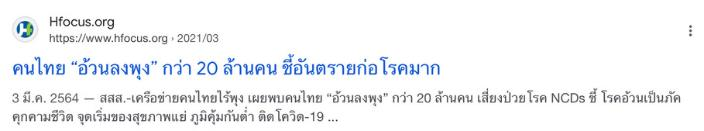 Hfocus.org
https://www.hfocus.org › 2021/03
คนไทย “อ้วนลงพุง” กว่า 20 ล้านคน ชี้อันตรายก่อโรคมาก
3 มี.ค. 2564 — สสส.-เครือข่ายคนไทยไร้พุง เผยพบคนไทย “อ้วนลงพุง” กว่า 20 ล้านคน เสี่ยงป่วยโรค NCDs ชี้ โรคอ้วนเป็นภัค
คุกคามชีวิต จุดเริ่มของสุขภาพแย่ ภูมิคุ้มกันต่ำ ติดโควิด-19 ...